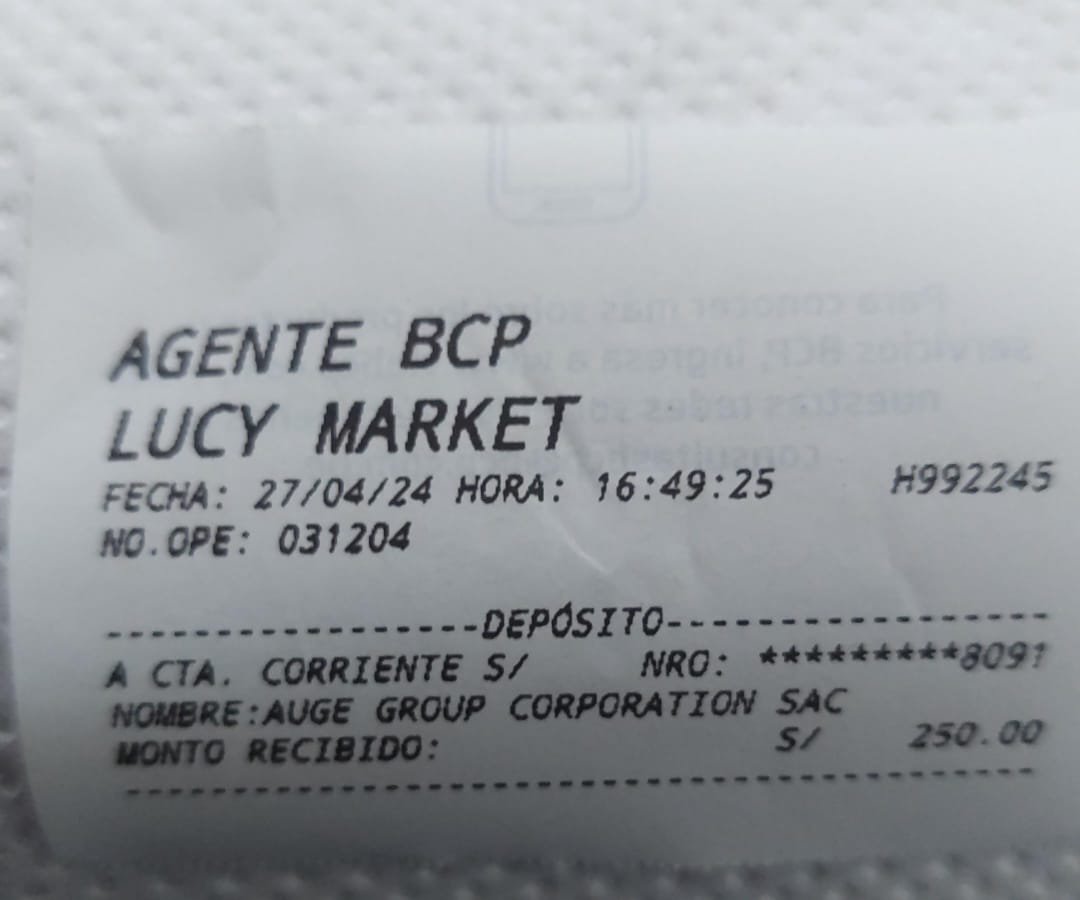 AGENTE BCP
LUCY MARKET
FECHA: 27/04/24 HORA: 16:49:25 H992245
NO.OPE: 031204
-----------------DEPÓSITO-----------------
A CTA. CORRIENTE S/ NRO: *********8091
NOMBRE:AUGE GROUP CORPORATION SAC
MONTO RECIBIDO: S/ 250.00